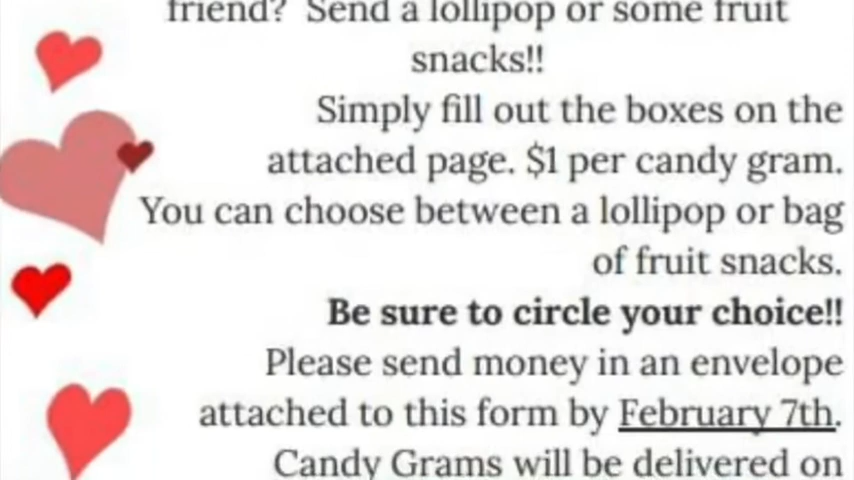 friend? Send a lollipop or some fruit
snacks!!
Simply fill out the boxes on the
attached page. $1 per candy gram.
You can choose between a lollipop or bag
of fruit snacks.
Be sure to circle your choice!!
Please send money in an envelope
attached to this form by February 7th.
Candy Grams will be delivered on